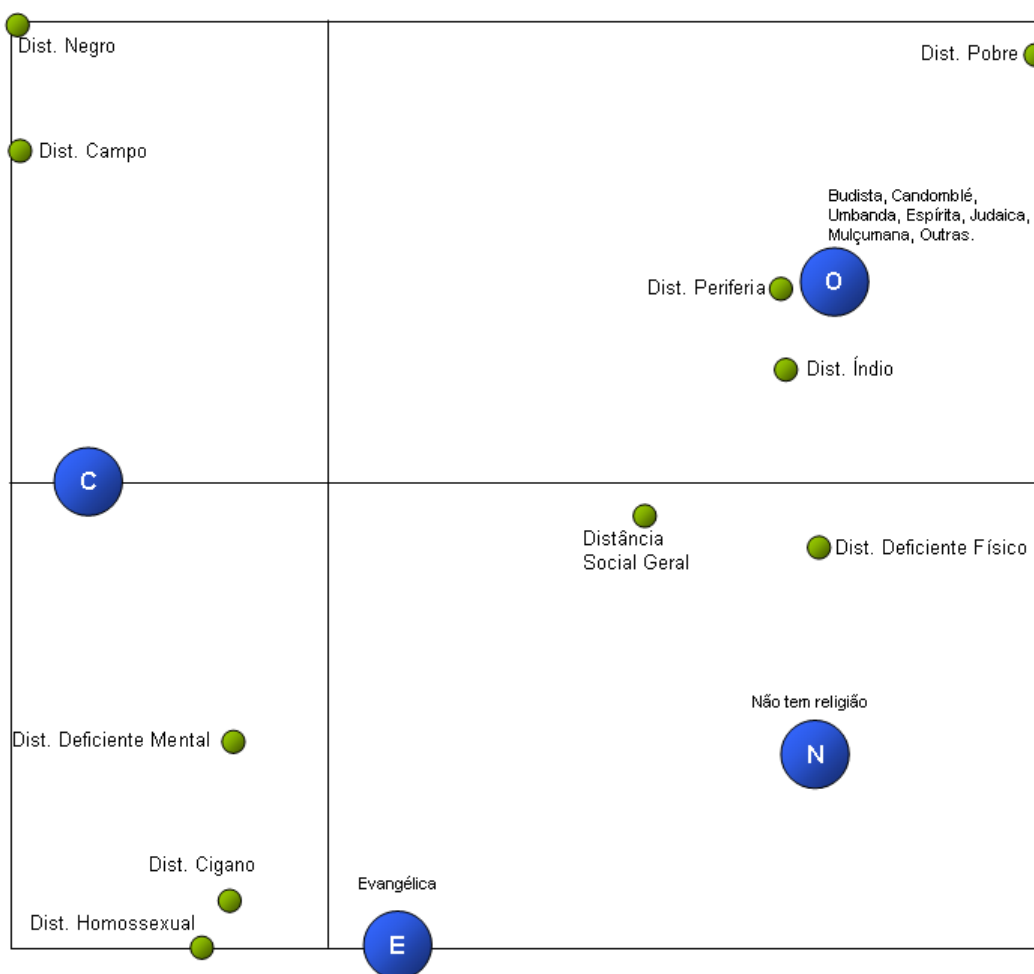 Dist. Negro
Dist. Pobre
Dist. Campo
Budista, Candomblé,
Umbanda, Espírita, Judaica,
Mulçumana, Outras.
O
Dist. Periferia
Dist. Índio
C
Distância
Social Geral
Dist. Deficiente Físico
Não tem religião
N
Dist. Deficiente Mental
Dist. Cigano
Evangélica
Dist. Homossexual
E